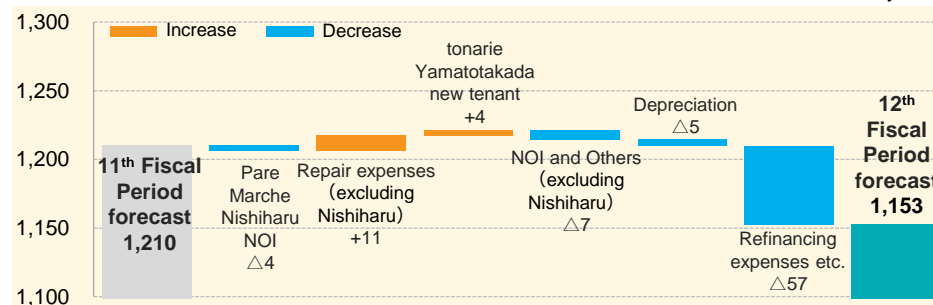 1,300
Increase
Decrease
tonarie
Yamatotakada
new tenant
+4
1,250
Depreciation
△5
12th
Fiscal
Period
forecast
1,153
1,200
11th Fiscal
Period
forecast
1,210
Pare
Marche
Nishiharu
NOI
△4
Repair expenses
（excluding
Nishiharu）
+11
NOI and Others
（excluding
Nishiharu）
△7
1,150
Refinancing
expenses etc.
△57
1,100